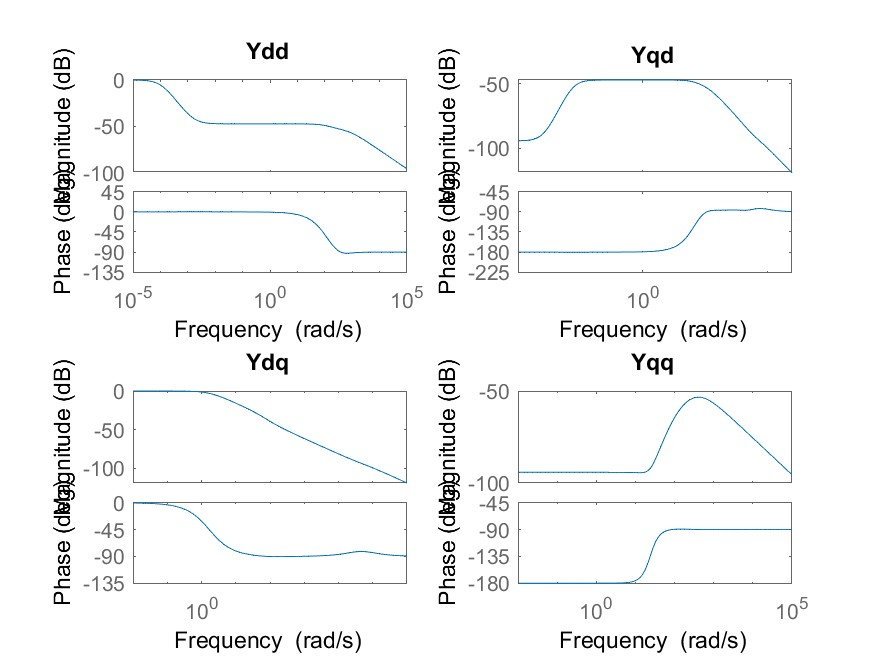 Ydd
Magnitude (dB)
0
-50
-100
Phase (deg)
45
0
-45
-90
-135
10^-5
10^0
10^5
Frequency (rad/s)
Yqd
Magnitude (dB)
-50
-100
Phase (deg)
-45
-90
-135
-180
-225
10^0
Frequency (rad/s)
Ydq
Magnitude (dB)
0
-50
-100
Phase (deg)
0
-45
-90
-135
10^0
Frequency (rad/s)
Yqq
Magnitude (dB)
-50
-100
Phase (deg)
-45
-90
-135
-180
10^0
10^5
Frequency (rad/s)